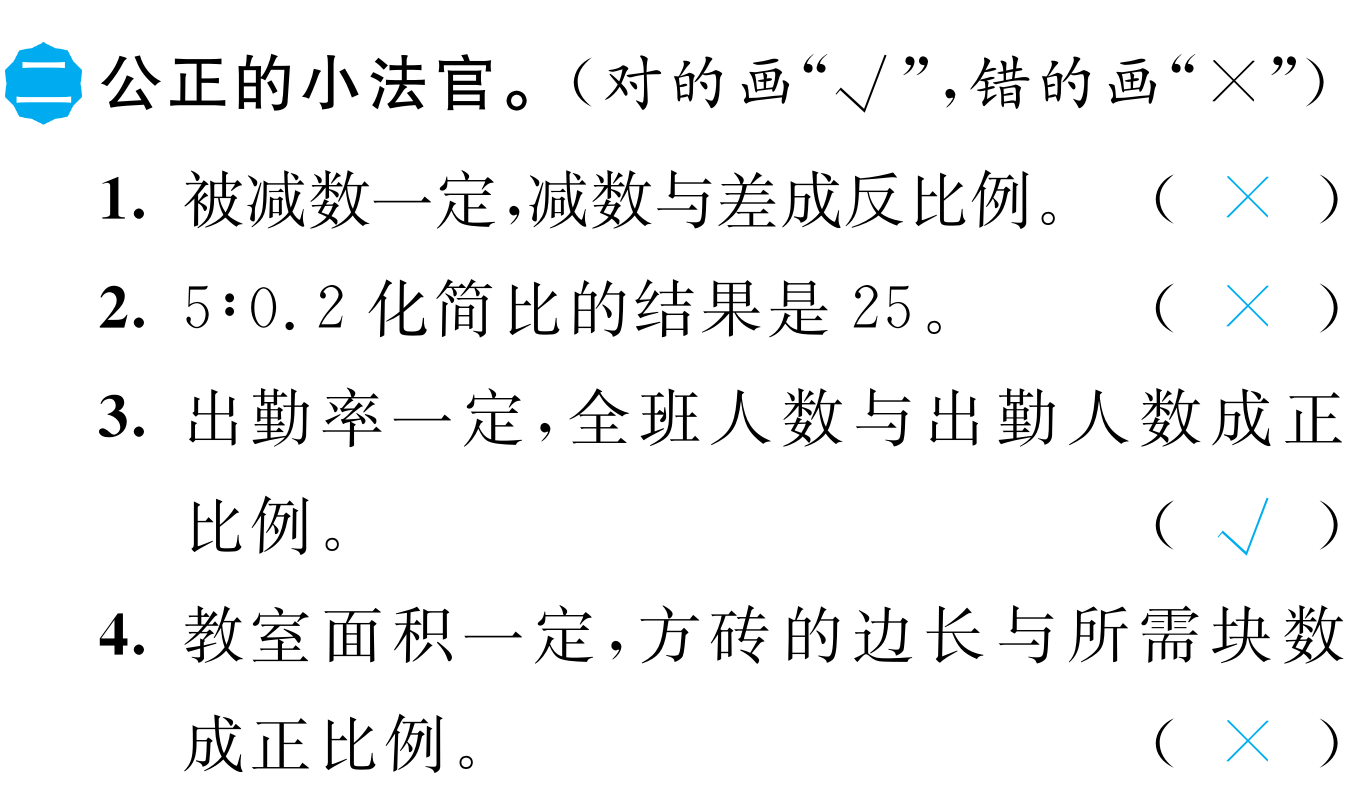 二 公正的小法官。(对的画“√”,错的画“×”)
1. 被减数一定,减数与差成反比例。 ( × )
2. 5∶0.2 化简比的结果是 25。 ( × )
3. 出勤率一定,全班人数与出勤人数成正
比例。 ( √ )
4. 教室面积一定,方砖的边长与所需块数
成正比例。 ( × )